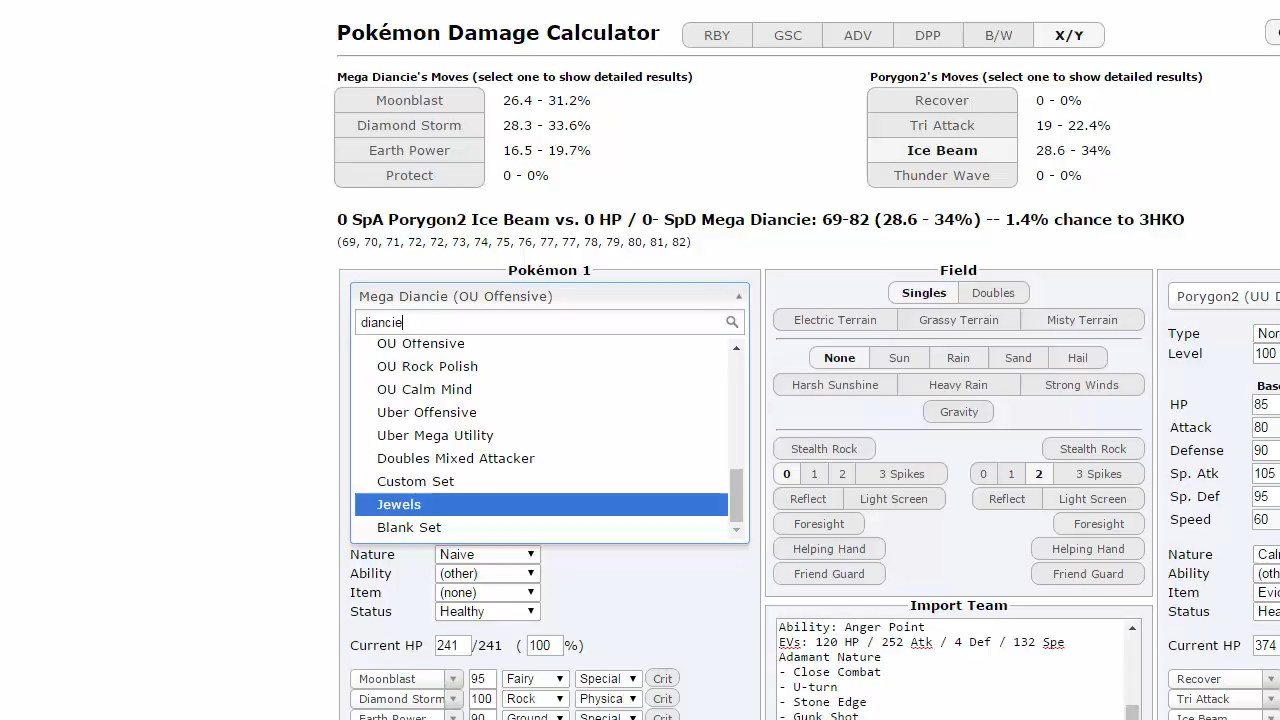 Pokémon Damage Calculator
RBY GSC ADV DPP B/W X/Y
Mega Diancie's Moves (select one to show detailed results)
Moonblast 26.4 - 31.2%
Diamond Storm 28.3 - 33.6%
Earth Power 16.5 - 19.7%
Protect 0 - 0%
Porygon2's Moves (select one to show detailed results)
Recover 0 - 0%
Tri Attack 19 - 22.4%
Ice Beam 28.6 - 34%
Thunder Wave 0 - 0%
0 SpA Porygon2 Ice Beam vs. 0 HP / 0- SpD Mega Diancie: 69-82 (28.6 - 34%) -- 1.4% chance to 3HKO
(69, 70, 71, 72, 72, 73, 74, 75, 76, 77, 77, 78, 79, 80, 81, 82)
Pokémon 1
Mega Diancie (OU Offensive)
diancie
OU Offensive
OU Rock Polish
OU Calm Mind
Uber Offensive
Uber Mega Utility
Doubles Mixed Attacker
Custom Set
Jewels
Blank Set
Nature Naive
Ability (other)
Item (none)
Status Healthy
Current HP 241 /241 ( 100 %)
Moonblast 95 Fairy Special Crit
Diamond Storm 100 Rock Physica Crit
Earth Power 90 Ground Special Crit
Field
Singles Doubles
Electric Terrain Grassy Terrain Misty Terrain
None Sun Rain Sand Hail
Harsh Sunshine Heavy Rain Strong Winds
Gravity
Stealth Rock Stealth Rock
0 1 2 3 Spikes 0 1 2 3 Spikes
Reflect Light Screen Reflect Light Screen
Foresight Foresight
Helping Hand Helping Hand
Friend Guard Friend Guard
Import Team
Ability: Anger Point
EVs: 120 HP / 252 Atk / 4 Def / 132 Spe
Adamant Nature
- Close Combat
- U-turn
- Stone Edge
- Gunk Shot
Porygon2 (UU D
Type Nor
Level 100
Base
HP 85
Attack 80
Defense 90
Sp. Atk 105
Sp. Def 95
Speed 60
Nature Calm
Ability (oth
Item Evio
Status Hea
Current HP 374
Recover
Tri Attack
Ice Beam